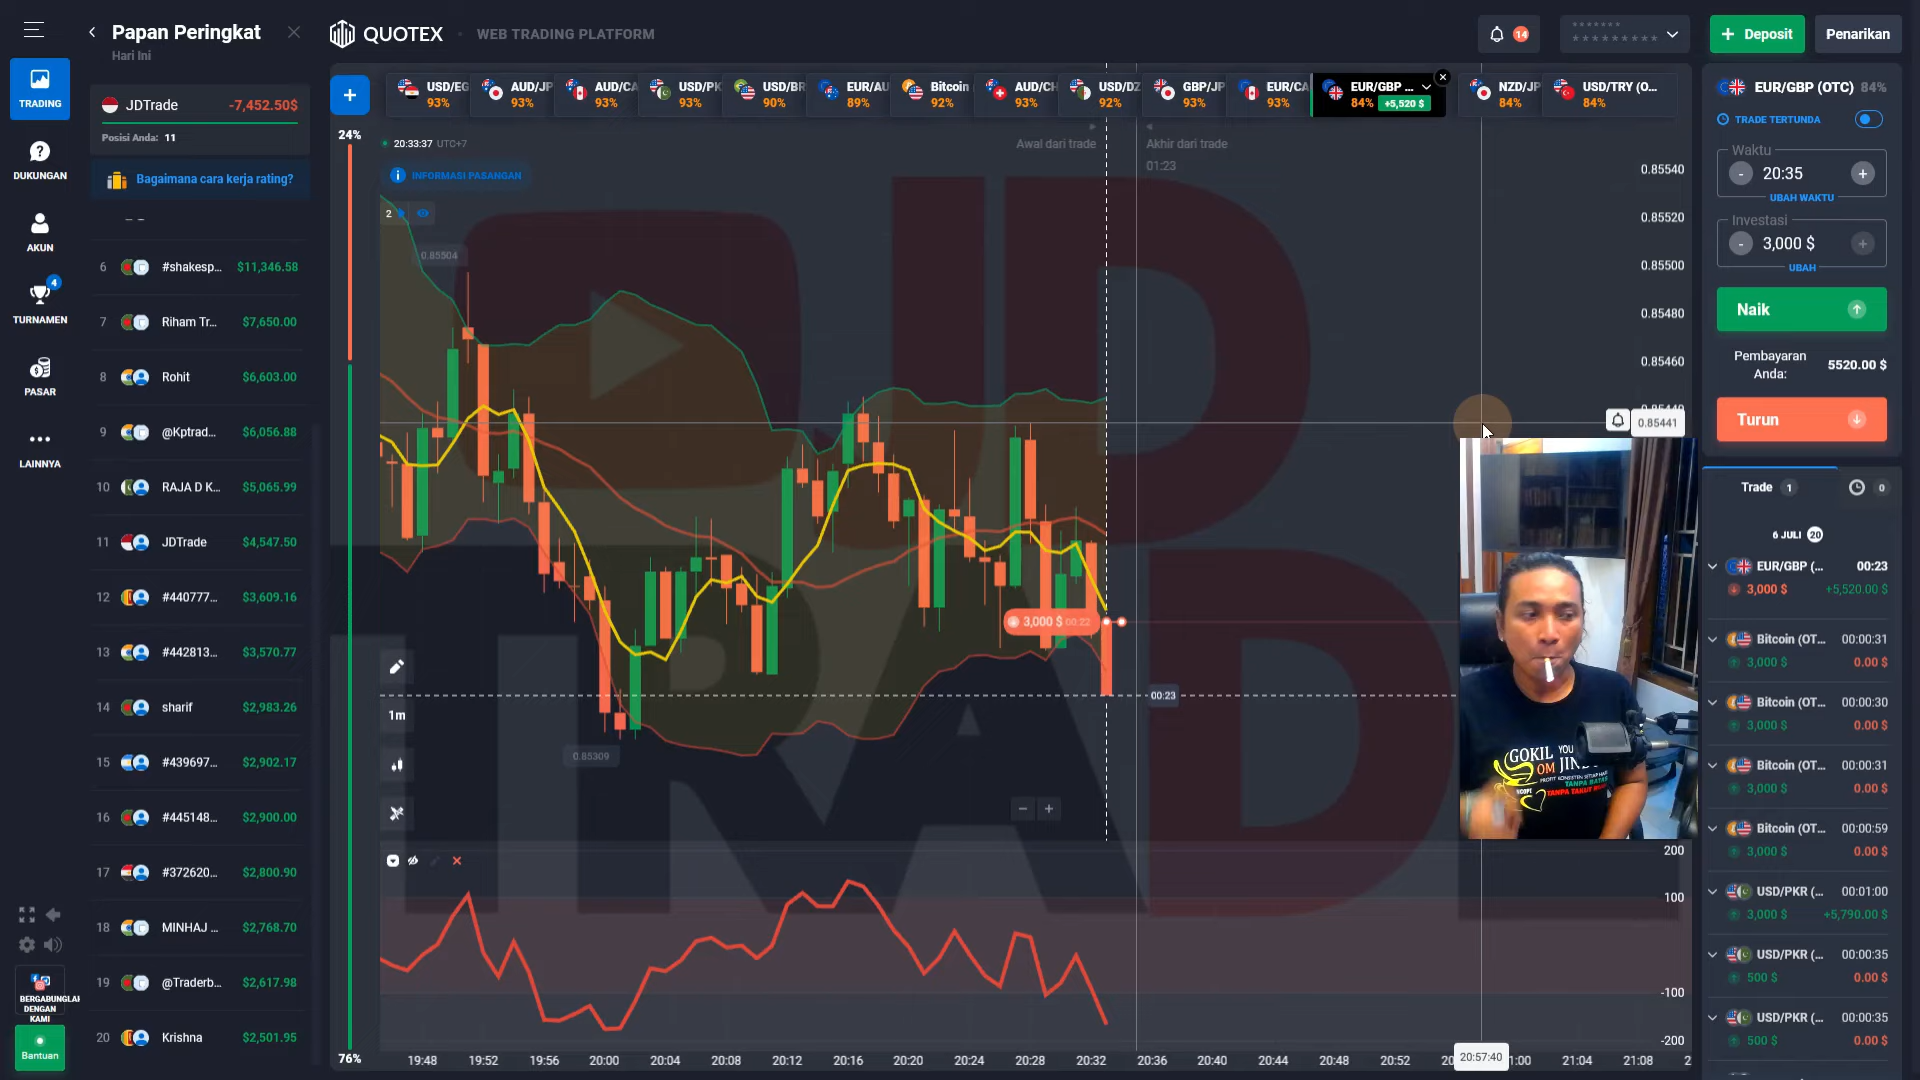 Papan Peringkat
Hari Ini
QUOTEX
WEB TRADING PLATFORM
14
Deposit
Penarikan
TRADING
DUKUNGAN
AKUN
4
TURNAMEN
PASAR
LAINNYA
BERGABUNGLAH
DENGAN
KAMI
Bantuan
JDTrade -7,452.50$
Posisi Anda: 11
Bagaimana cara kerja rating?
6 #shakesp... $11,346.58
7 Riham Tr... $7,650.00
8 Rohit $6,603.00
9 @Kptrad... $6,056.88
10 RAJA D K... $5,065.99
11 JDTrade $4,547.50
12 #440777... $3,609.16
13 #442813... $3,570.77
14 sharif $2,983.26
15 #439697... $2,902.17
16 #445148... $2,900.00
17 #372620... $2,800.90
18 MINHAJ ... $2,768.70
19 @Traderb... $2,617.98
20 Krishna $2,501.95
USD/EG 93%
AUD/JP 93%
AUD/CA 93%
USD/PK 93%
USD/BR 90%
EUR/AU 89%
Bitcoin 92%
AUD/CH 93%
USD/DZ 92%
GBP/JP 93%
EUR/CA 93%
EUR/GBP ... 84% +5,520 $
NZD/JP 84%
USD/TRY (O... 84%
24%
76%
20:33:37 UTC+7
INFORMASI PASANGAN
2
Awal dari trade
Akhir dari trade
01:23
0.85504
0.85309
3,000 $ 00:22
00:23
1m
0.85540
0.85520
0.85500
0.85480
0.85460
0.85441
JD
TRADE
GOKIL YOU
OM JIN
TANPA BATAS
200
100
-100
-200
19:48 19:52 19:56 20:00 20:04 20:08 20:12 20:16 20:20 20:24 20:28 20:32 20:36 20:40 20:44 20:48 20:52 20:57:40 21:04 21:08
EUR/GBP (OTC) 84%
TRADE TERTUNDA
Waktu
- 20:35 +
UBAH WAKTU
Investasi
- 3,000 $ +
UBAH
Naik
Pembayaran
Anda:
5520.00 $
Turun
Trade 1
0
6 JULI 20
EUR/GBP (... 00:23
3,000 $ +5,520.00 $
Bitcoin (OT... 00:00:31
3,000 $ 0.00 $
Bitcoin (OT... 00:00:30
3,000 $ 0.00 $
Bitcoin (OT... 00:00:31
3,000 $ 0.00 $
Bitcoin (OT... 00:00:59
3,000 $ 0.00 $
USD/PKR (... 00:01:00
3,000 $ +5,790.00 $
USD/PKR (... 00:00:35
500 $ 0.00 $
USD/PKR (... 00:00:35
500 $ 0.00 $